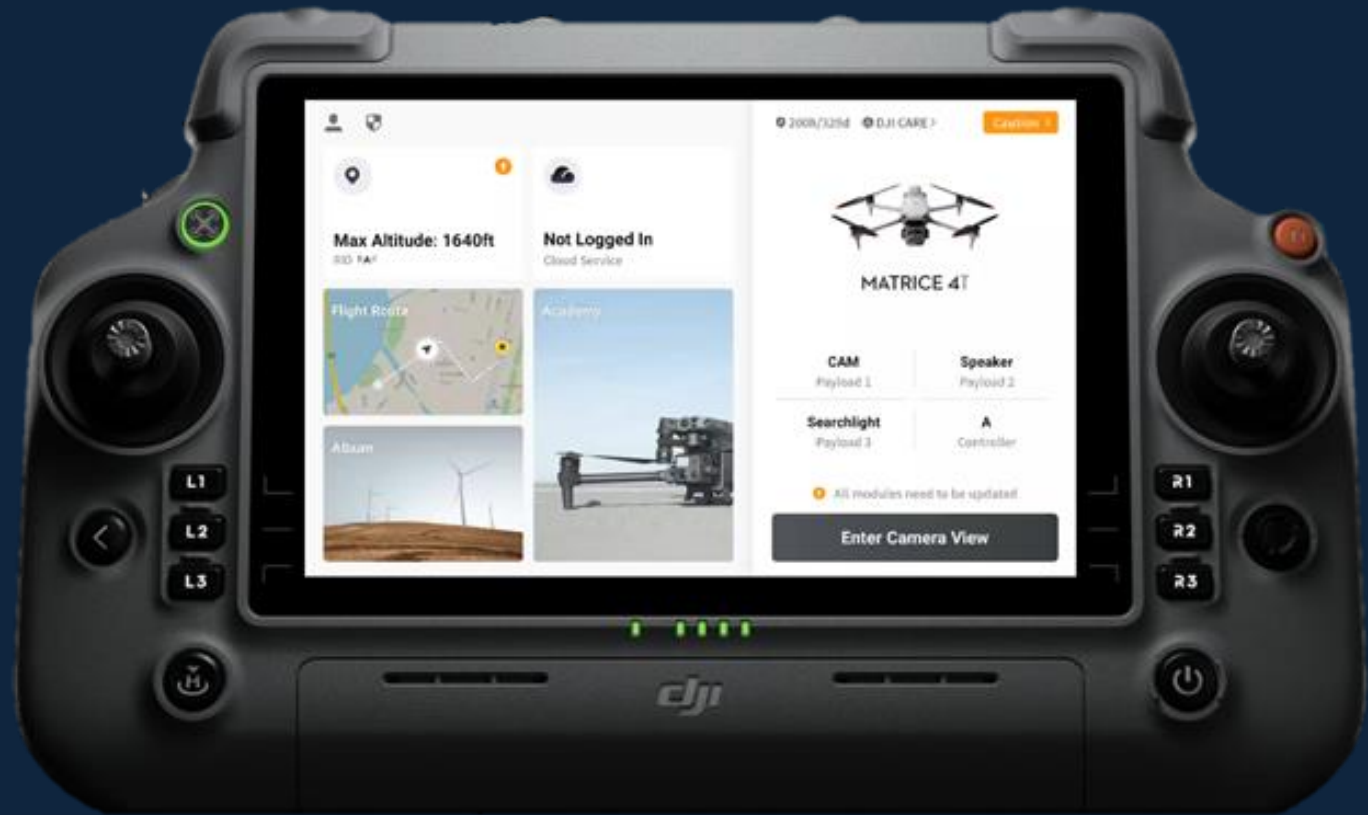 DJI CARE >
Caution >
Max Altitude: 1640ft
Not Logged In
Cloud Service
Flight Route
Academy
Album
MATRICE 4T
CAM
Payload 1
Speaker
Payload 2
Searchlight
Payload 3
A
Controller
All modules need to be updated
Enter Camera View
L1
L2
L3
R1
R2
R3
M
dji